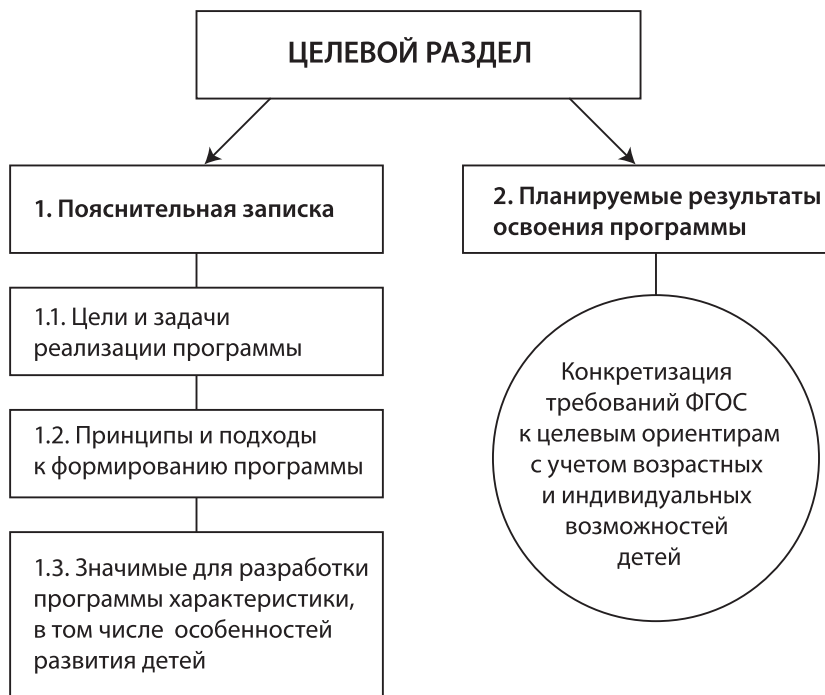 ЦЕЛЕВОЙ РАЗДЕЛ
1. Пояснительная записка
1.1. Цели и задачи
реализации программы
1.2. Принципы и подходы
к формированию программы
1.3. Значимые для разработки
программы характеристики,
в том числе особенностей
развития детей
2. Планируемые результаты
освоения программы
Конкретизация
требований ФГОС
к целевым ориентирам
с учетом возрастных
и индивидуальных
возможностей
детей